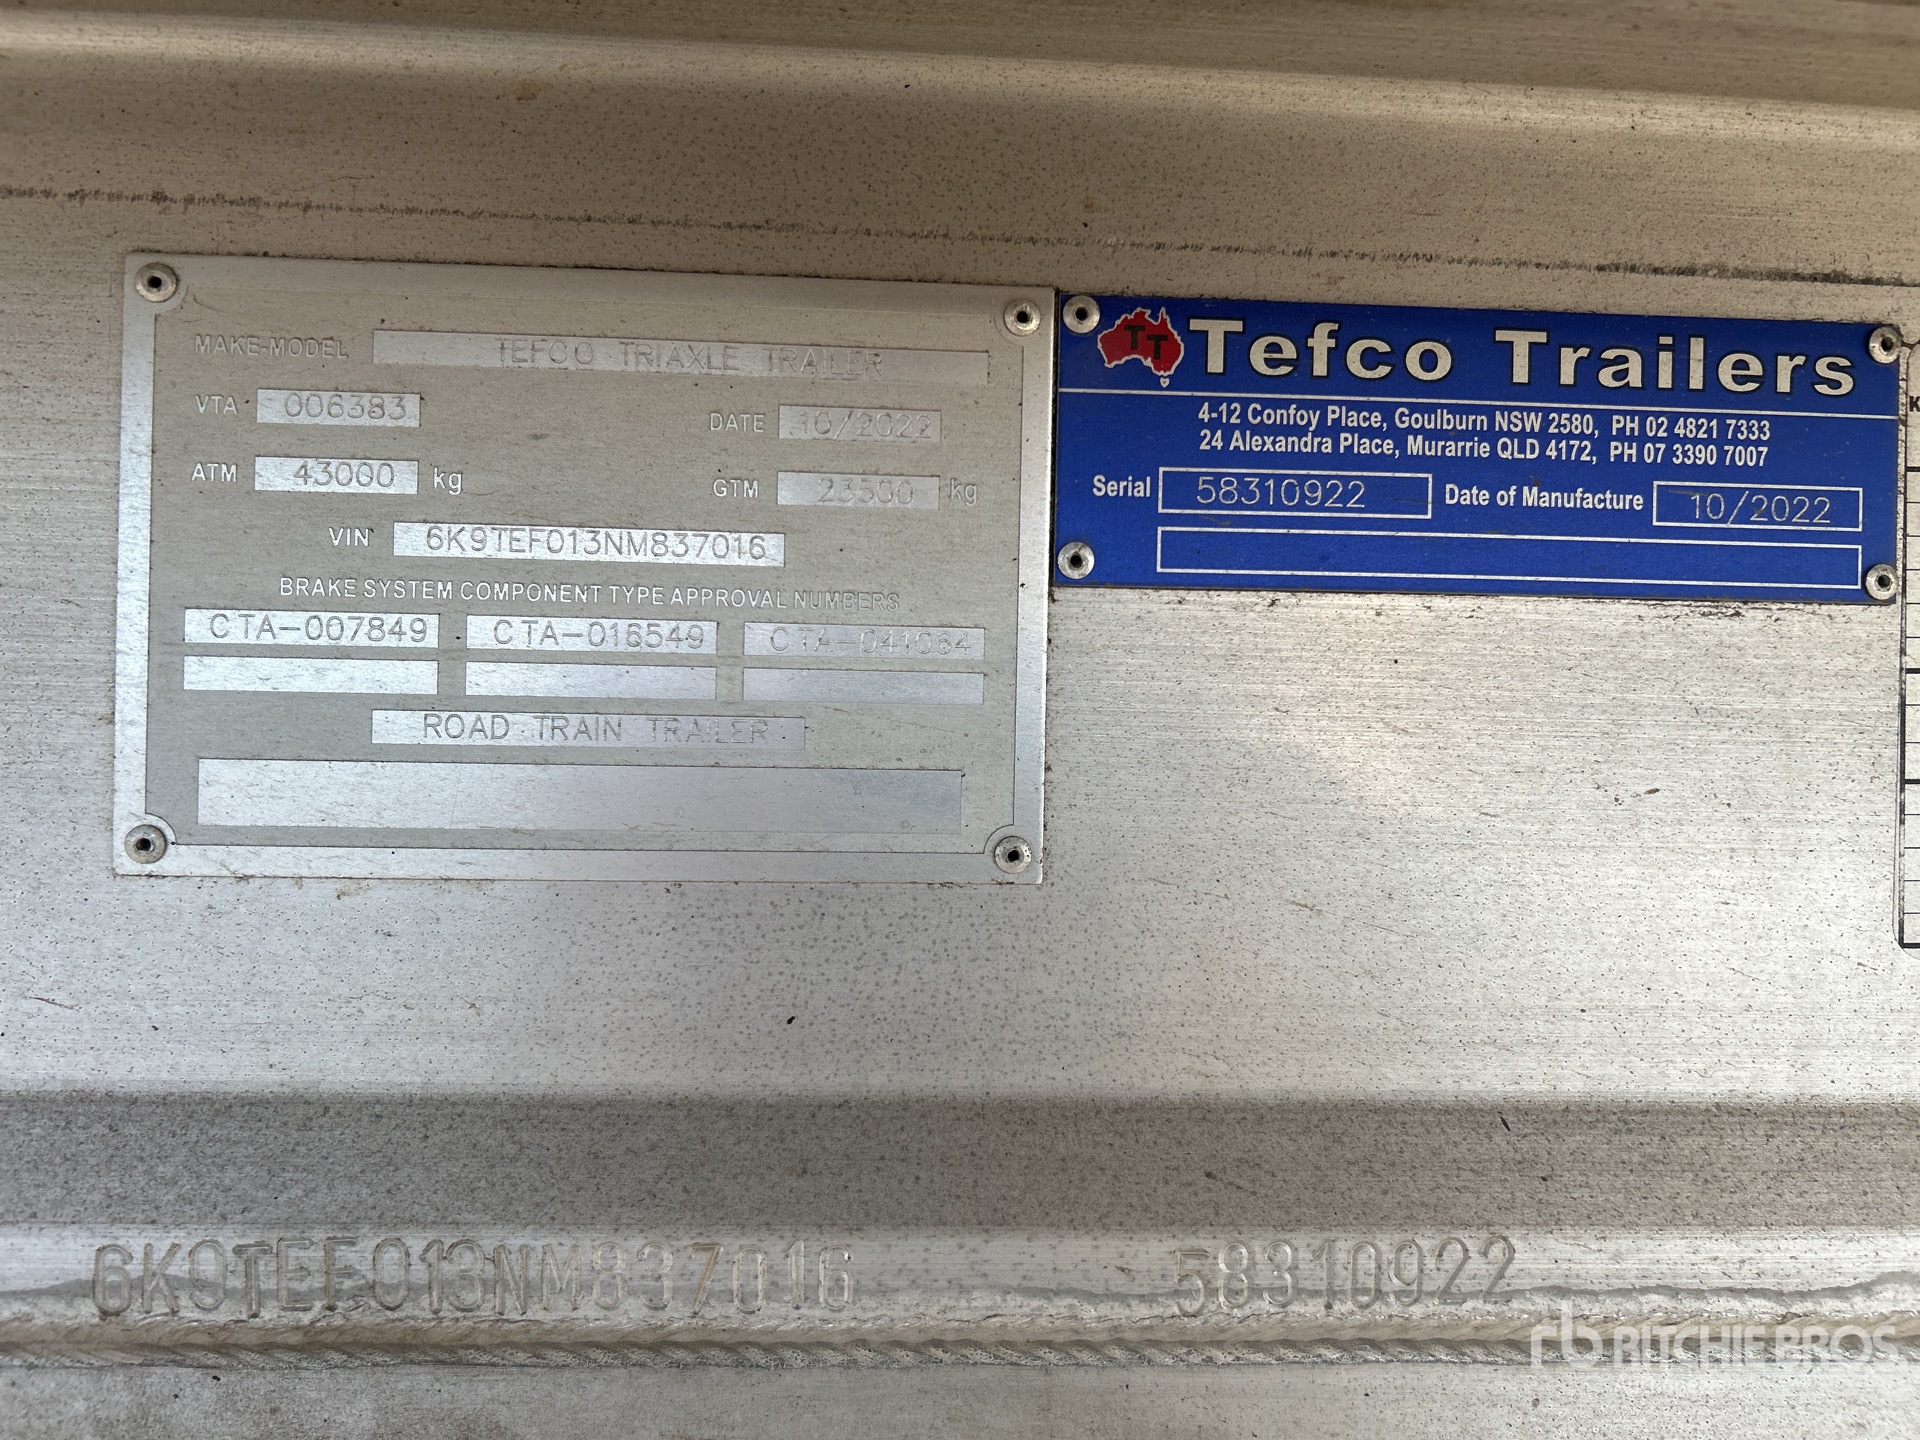 MAKE-MODEL TEFCO TRIAXLE TRAILER
VTA 006383 DATE 10/2022
ATM 43000 kg GTM 23500 kg
VIN 6K9TEF013NM837016
BRAKE SYSTEM COMPONENT TYPE APPROVAL NUMBERS
CTA-007849 CTA-016549 CTA-041064
ROAD TRAIN TRAILER
TT Tefco Trailers
4-12 Confoy Place, Goulburn NSW 2580, PH 02 4821 7333
24 Alexandra Place, Murarrie QLD 4172, PH 07 3390 7007
Serial 58310922 Date of Manufacture 10/2022
K
6K9TEF013NM837016 58310922
rb RITCHIE BROS